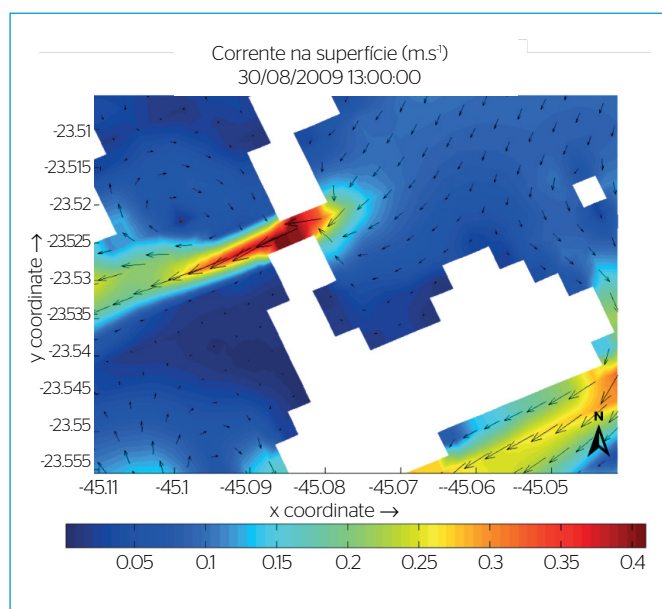 Corrente na superfície (m.s⁻¹)
30/08/2009 13:00:00
-23.51
-23.515
-23.52
-23.525
-23.53
-23.535
-23.54
-23.545
-23.55
-23.555
y coordinate →
N
-45.11 -45.1 -45.09 -45.08 -45.07 --45.06 --45.05
x coordinate →
0.05 0.1 0.15 0.2 0.25 0.3 0.35 0.4